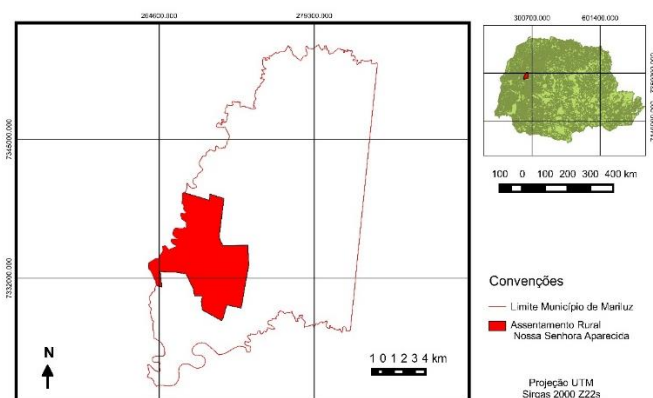 264600.000
279300.000
7345000.000
7332000.000
N
1 0 1 2 3 4 km
300700.000
601400.000
100 0 100 200 300 400 km
Convenções
Limite Município de Mariluz
Assentamento Rural
Nossa Senhora Aparecida
Projeção UTM
Sirgas 2000 Z22s